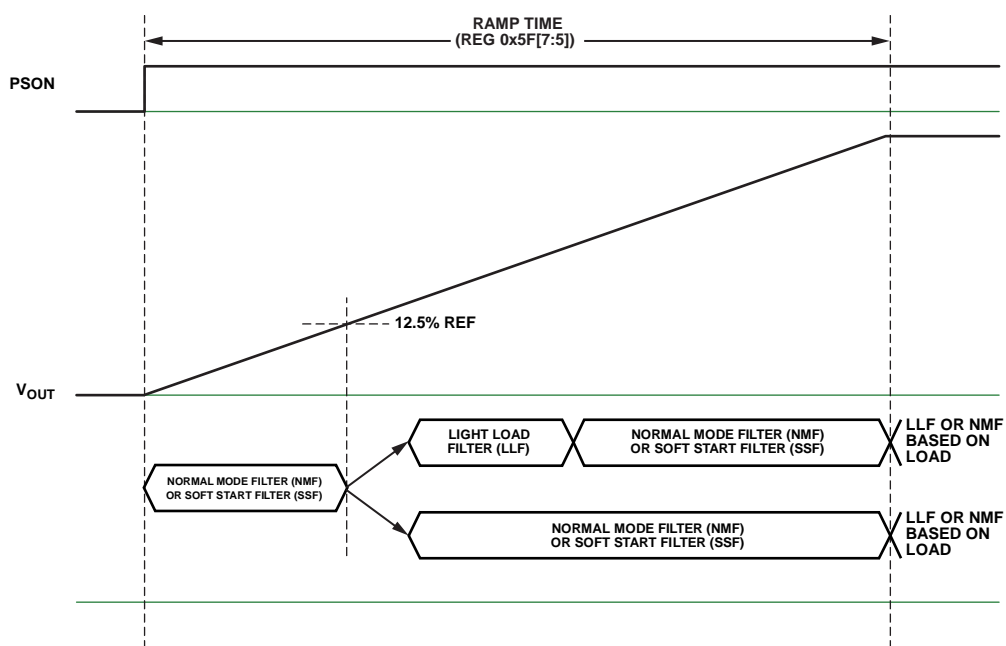 RAMP TIME
(REG 0x5F[7:5])
PSON
12.5% REF
VOUT
LIGHT LOAD
FILTER (LLF)
NORMAL MODE FILTER (NMF)
OR SOFT START FILTER (SSF)
LLF OR NMF
BASED ON
LOAD
NORMAL MODE FILTER (NMF)
OR SOFT START FILTER (SSF)
NORMAL MODE FILTER (NMF)
OR SOFT START FILTER (SSF)
LLF OR NMF
BASED ON
LOAD